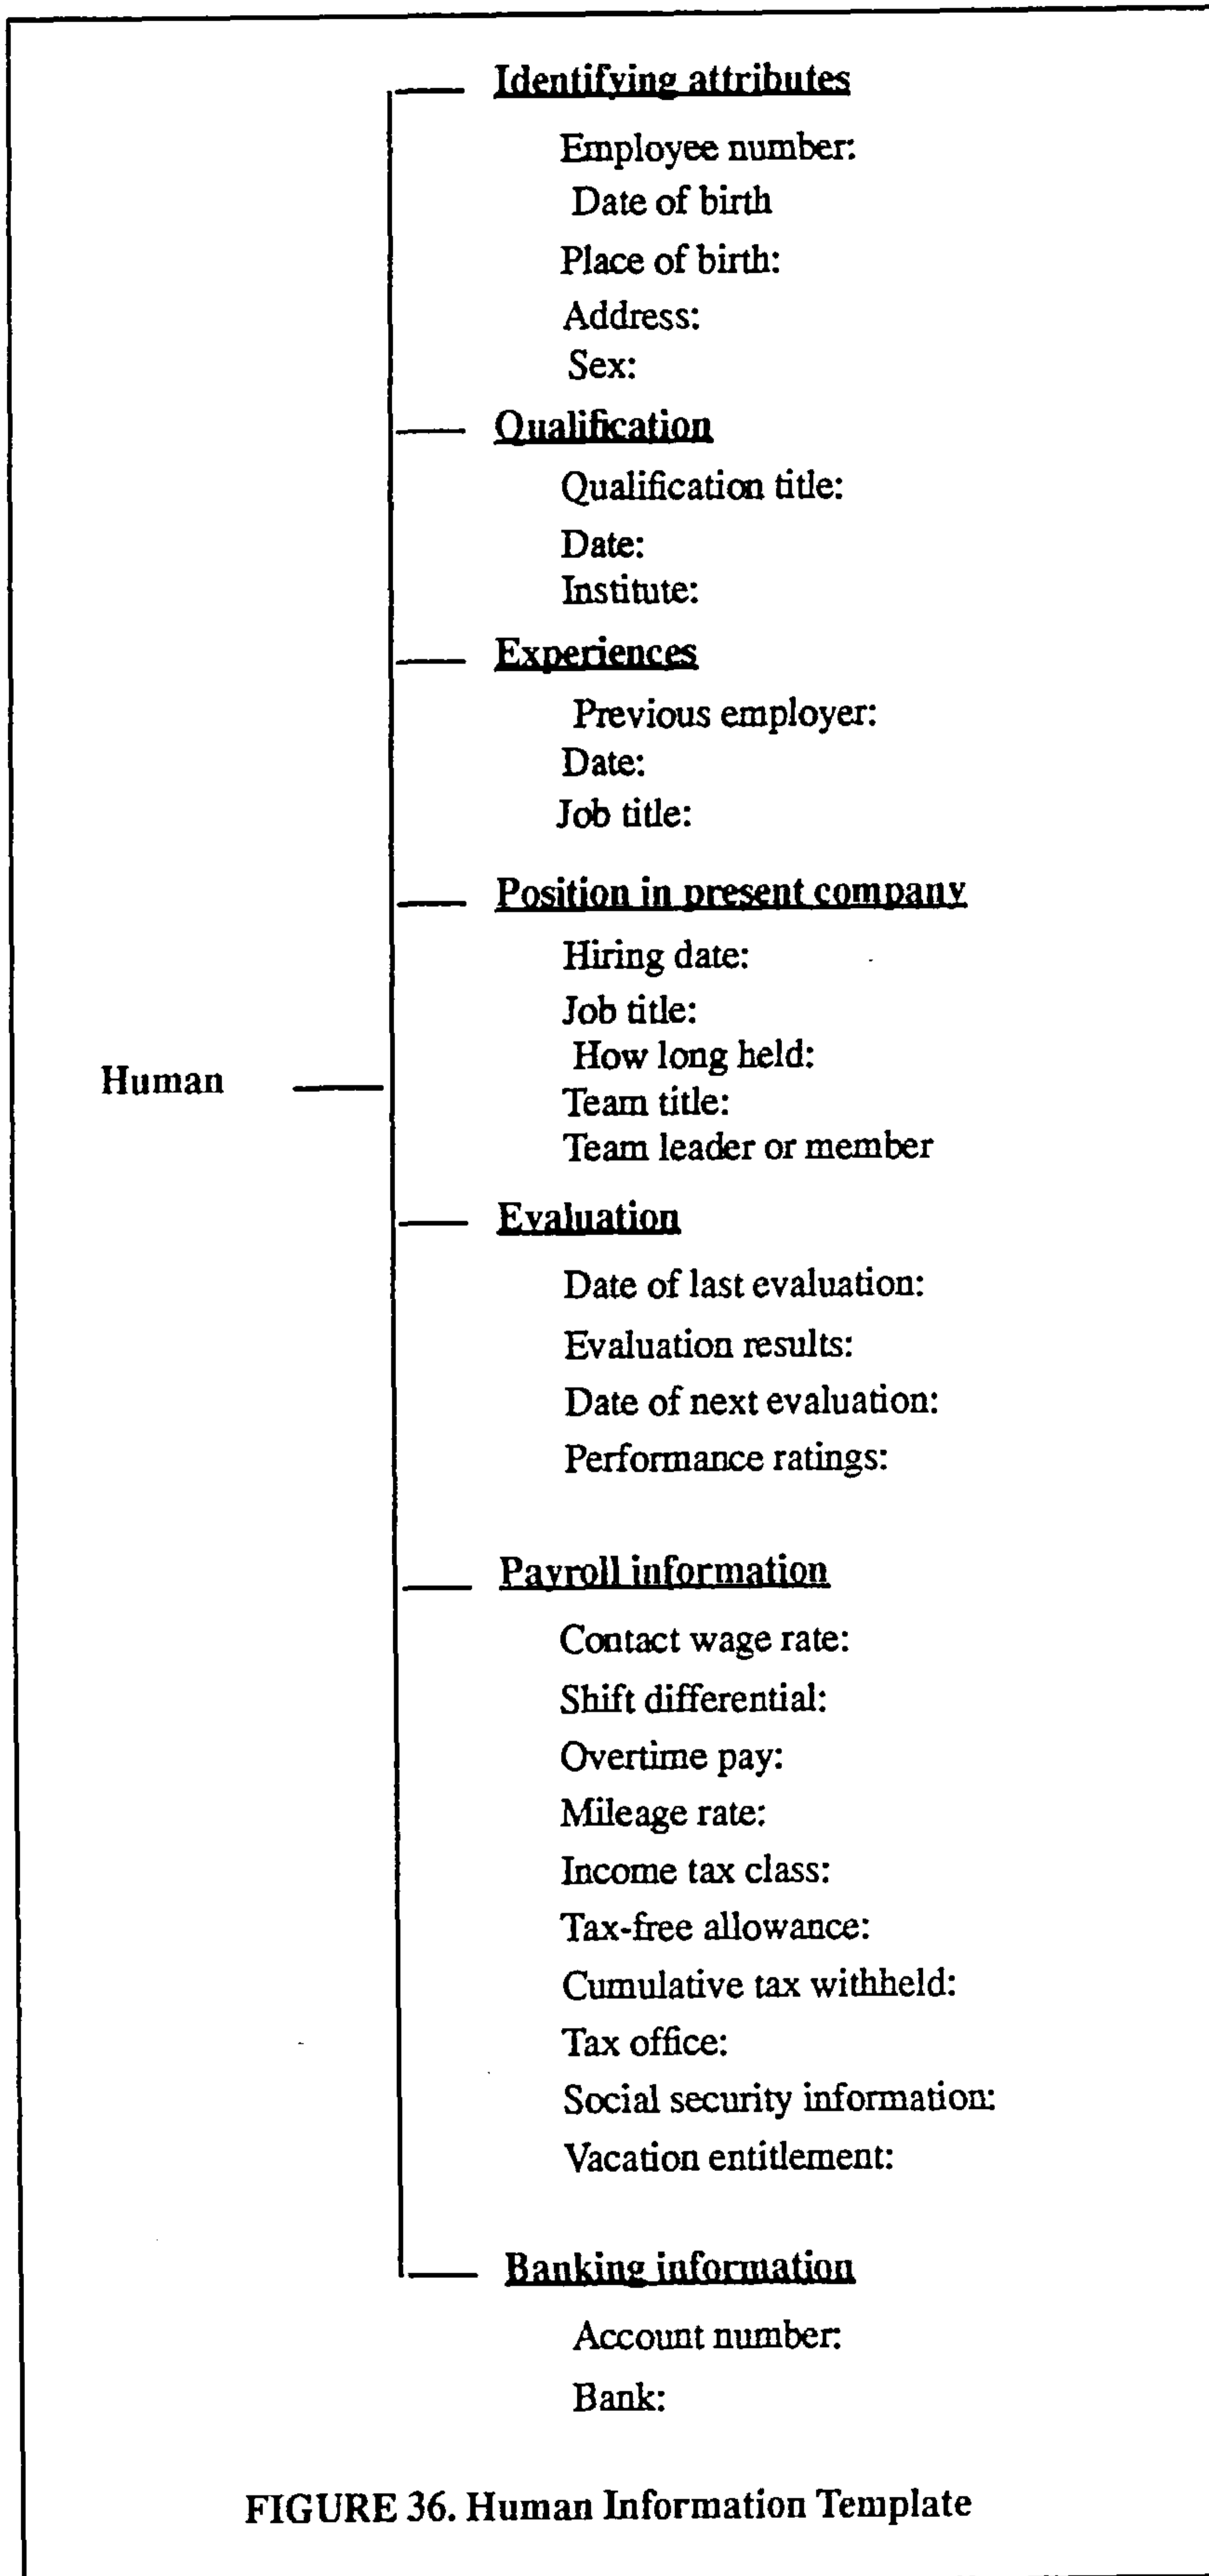 Identifying attributes
Employee number:
Date of birth
Place of birth:
Address:
Sex:
Qualification
Qualification title:
Date:
Institute:
Experiences
Previous employer:
Date:
Job title:
Position in present company
Hiring date:
Job title:
How long held:
Human
Team title:
Team leader or member
Evaluation
Date of last evaluation:
Evaluation results:
Date of next evaluation:
Performance ratings:
Payroll information
Contact wage rate:
Shift differential:
Overtime pay:
Mileage rate:
Income tax class:
Tax-free allowance:
Cumulative tax withheld:
Tax office:
Social security information:
Vacation entitlement:
Banking information
Account number:
Bank:
FIGURE 36. Human Information Template